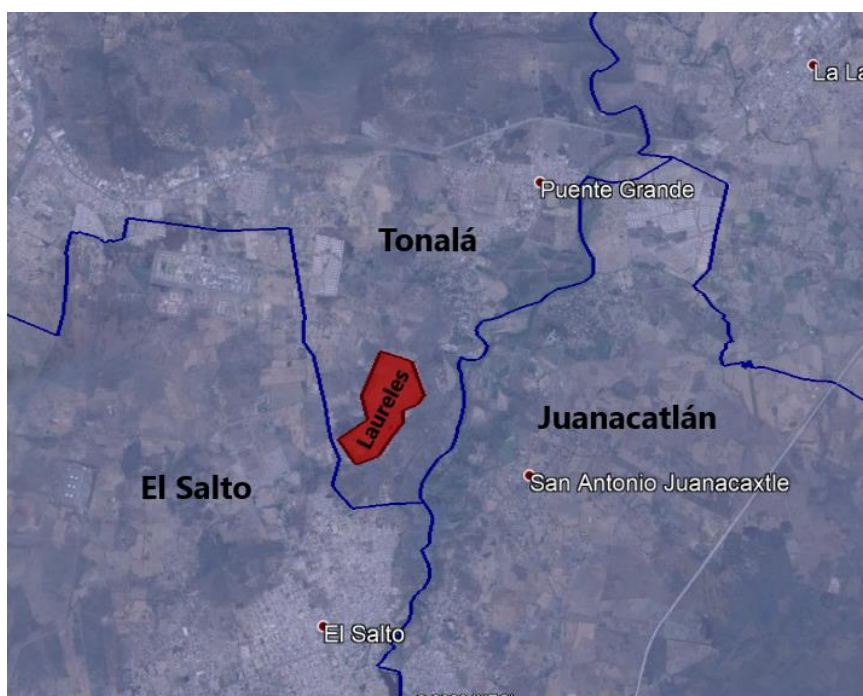 La La
Puente Grande
Tonalá
Laureles
Juanacatlán
El Salto
San Antonio Juanacaxtle
El Salto